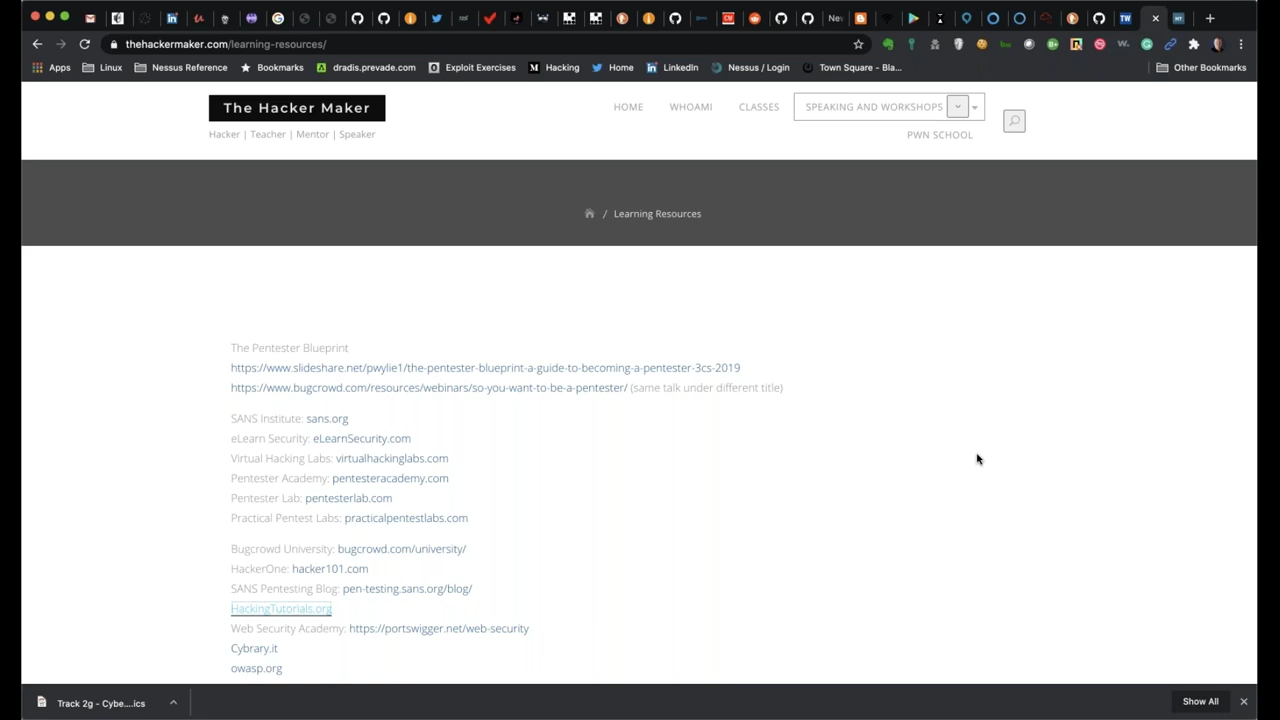 thehackermaker.com/learning-resources/
Apps Linux Nessus Reference Bookmarks dradis.prevade.com Exploit Exercises Hacking Home LinkedIn Nessus / Login Town Square - Bla... Other Bookmarks
The Hacker Maker
HOME WHOAMI CLASSES SPEAKING AND WORKSHOPS
Hacker | Teacher | Mentor | Speaker
PWN SCHOOL
/ Learning Resources
The Pentester Blueprint
https://www.slideshare.net/pwylie1/the-pentester-blueprint-a-guide-to-becoming-a-pentester-3cs-2019
https://www.bugcrowd.com/resources/webinars/so-you-want-to-be-a-pentester/ (same talk under different title)
SANS Institute: sans.org
eLearn Security: eLearnSecurity.com
Virtual Hacking Labs: virtualhackinglabs.com
Pentester Academy: pentesteracademy.com
Pentester Lab: pentesterlab.com
Practical Pentest Labs: practicalpentestlabs.com
Bugcrowd University: bugcrowd.com/university/
HackerOne: hacker101.com
SANS Pentesting Blog: pen-testing.sans.org/blog/
HackingTutorials.org
Web Security Academy: https://portswigger.net/web-security
Cybrary.it
owasp.org
Track 2g - Cybe....ics
Show All